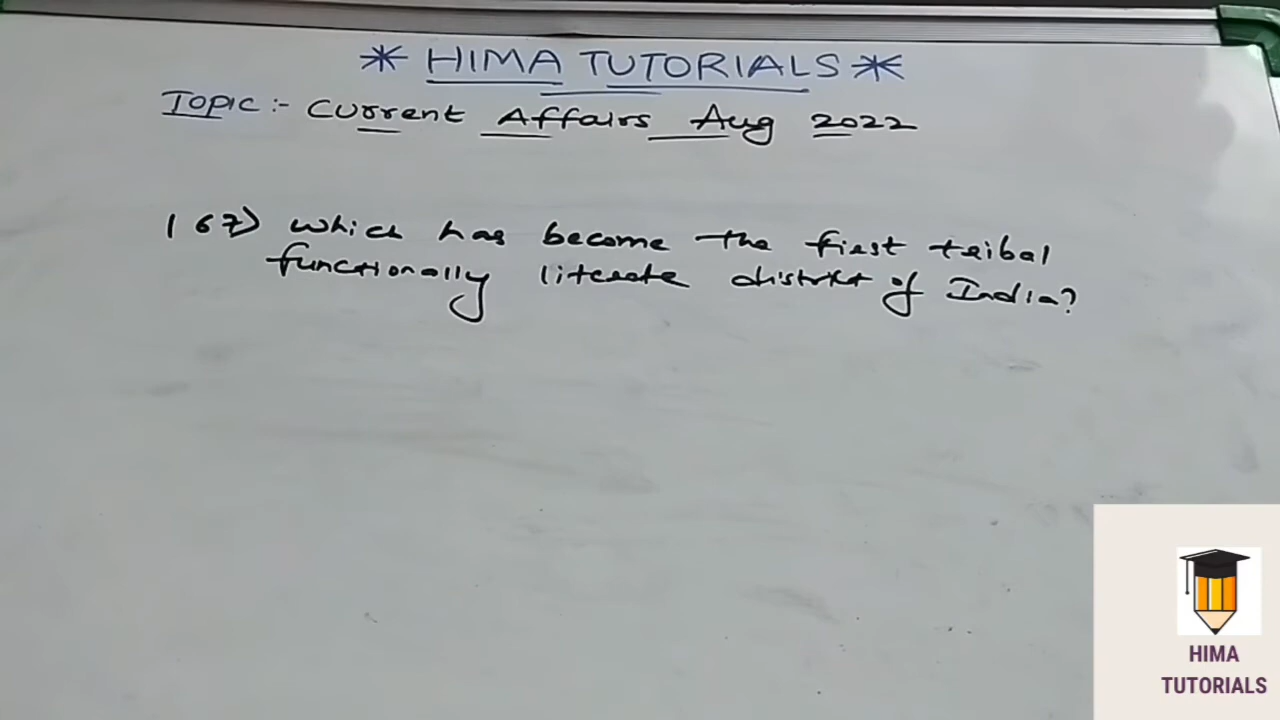 * HIMA TUTORIALS *
Topic :- Current Affairs Aug 2022
167) Which has become the first tribal
functionally literate district of India?
HIMA
TUTORIALS